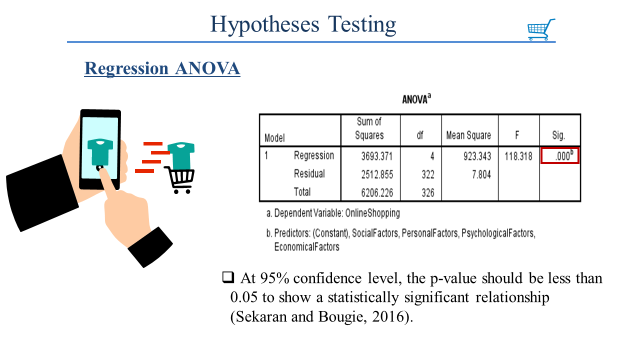 Hypotheses Testing
Regression ANOVA
ANOVAa
Model Sum of Squares df Mean Square F Sig.
1 Regression 3693.371 4 923.343 118.318 .000b
Residual 2512.855 322 7.804
Total 6206.226 326
a. Dependent Variable: OnlineShopping
b. Predictors: (Constant), SocialFactors, PersonalFactors, PsychologicalFactors,
EconomicalFactors
❑ At 95% confidence level, the p-value should be less than
0.05 to show a statistically significant relationship
(Sekaran and Bougie, 2016).